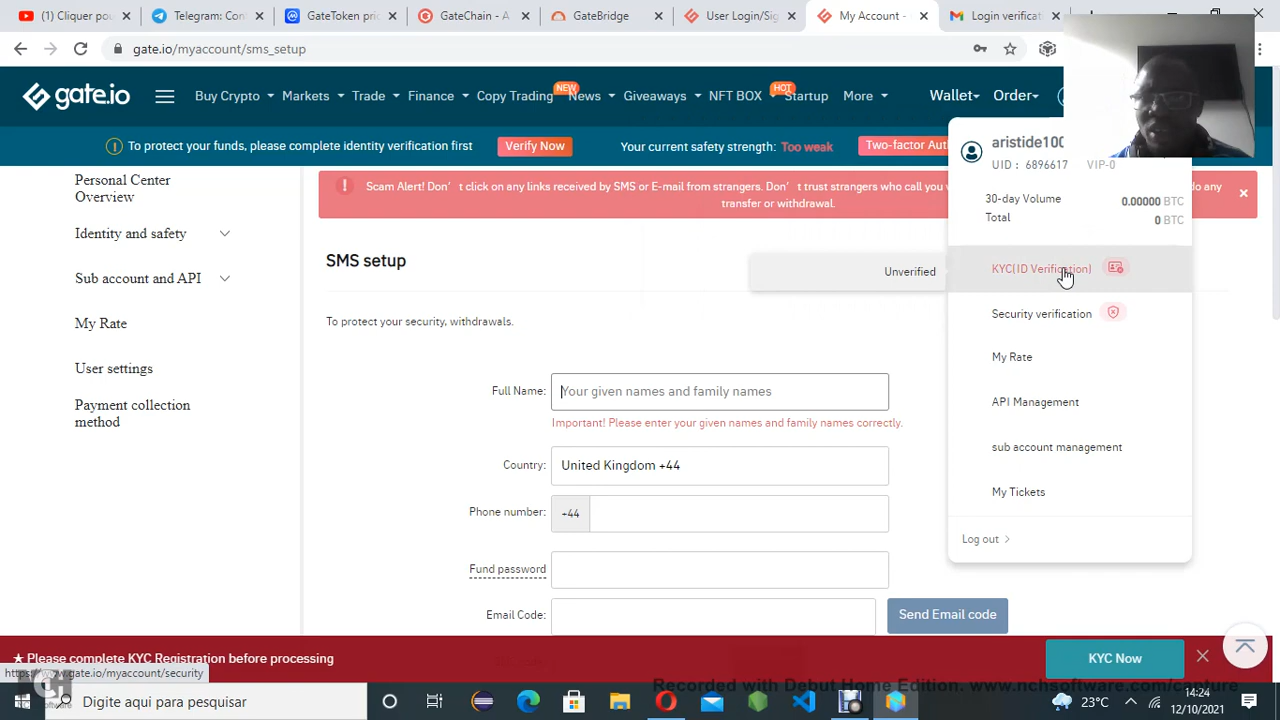 (1) Cliquer pou
Telegram: Con
GateToken pri
GateChain - A
GateBridge
User Login/Sig
My Account -
Login verificat
gate.io/myaccount/sms_setup
gate.io
Buy Crypto
Markets
Trade
Finance
Copy Trading
NEW
News
Giveaways
NFT BOX
HOT
Startup
More
Wallet
Order
To protect your funds, please complete identity verification first
Verify Now
Your current safety strength: Too weak
Two-factor Aut
aristide100
UID : 6896617 VIP-0
30-day Volume 0.00000 BTC
Total 0 BTC
Personal Center
Overview
Identity and safety
Sub account and API
My Rate
User settings
Payment collection
method
Scam Alert! Don't click on any links received by SMS or E-mail from strangers. Don't trust strangers who call you do any
transfer or withdrawal.
SMS setup
Unverified
KYC(ID Verification)
Security verification
My Rate
API Management
sub account management
My Tickets
Log out
To protect your security, withdrawals.
Full Name: Your given names and family names
Important! Please enter your given names and family names correctly.
Country: United Kingdom +44
Phone number: +44
Fund password
Email Code:
Send Email code
★ Please complete KYC Registration before processing
KYC Now
https://www.gate.io/myaccount/security
Recorded with Debut Home Edition. www.nchsoftware.com/capture
Digite aqui para pesquisar
23°C
14:24
12/10/2021